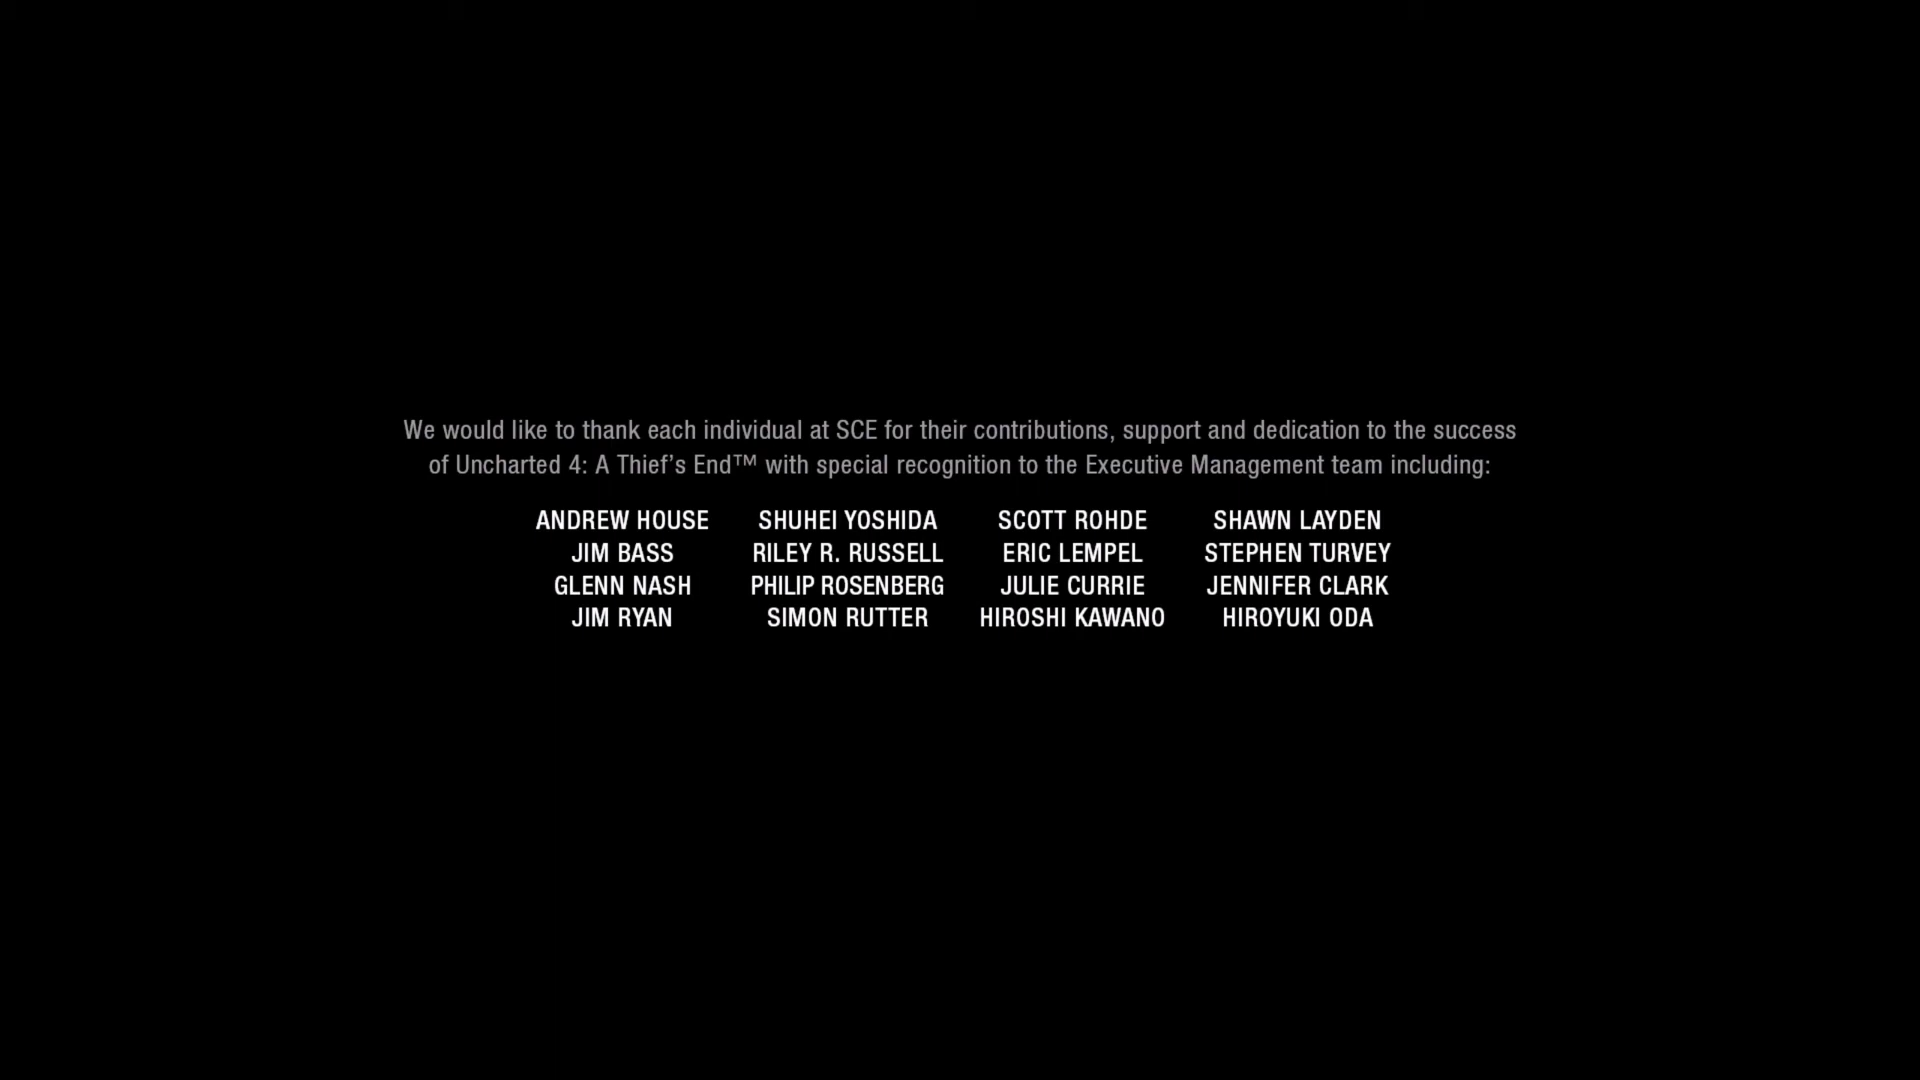 We would like to thank each individual at SCE for their contributions, support and dedication to the success
of Uncharted 4: A Thief’s End™ with special recognition to the Executive Management team including:
ANDREW HOUSE SHUHEI YOSHIDA SCOTT ROHDE SHAWN LAYDEN
JIM BASS RILEY R. RUSSELL ERIC LEMPEL STEPHEN TURVEY
GLENN NASH PHILIP ROSENBERG JULIE CURRIE JENNIFER CLARK
JIM RYAN SIMON RUTTER HIROSHI KAWANO HIROYUKI ODA